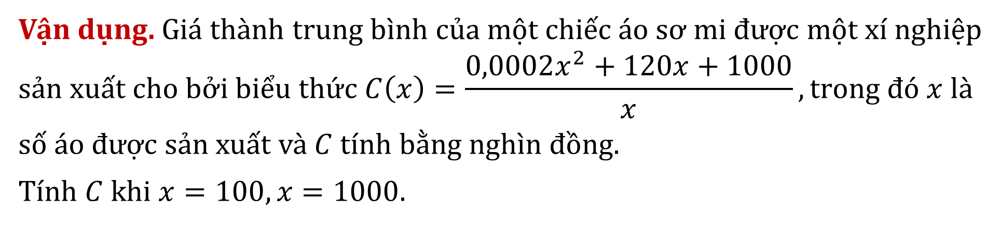 Vận dụng. Giá thành trung bình của một chiếc áo sơ mi được một xí nghiệp
sản xuất cho bởi biểu thức C(x) = \frac{0,0002x^2 + 120x + 1000}{x}, trong đó x là
số áo được sản xuất và C tính bằng nghìn đồng.
Tính C khi x = 100, x = 1000.